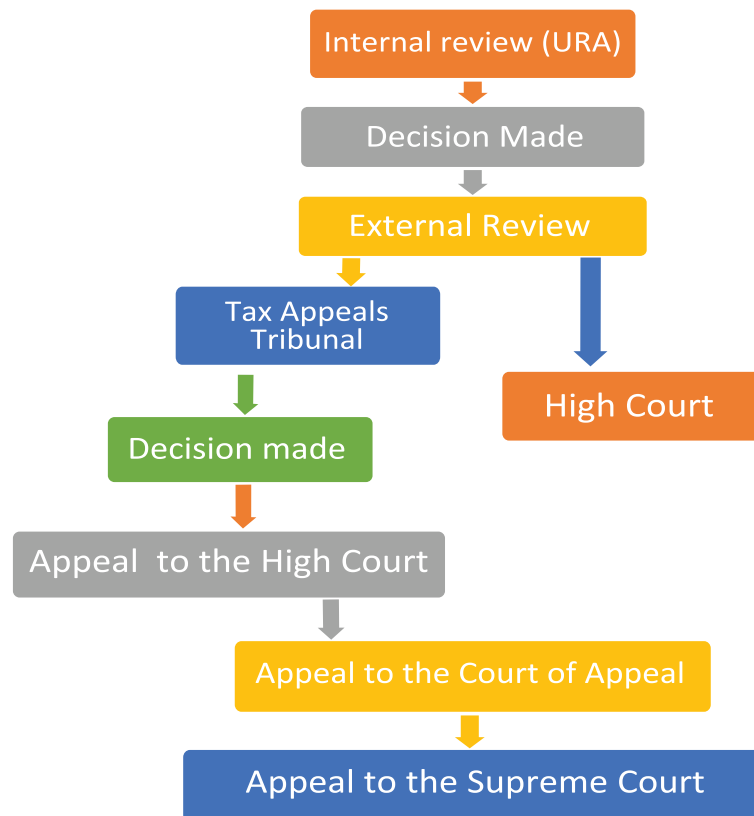 Internal review (URA)
Decision Made
External Review
Tax Appeals
Tribunal
High Court
Decision made
Appeal to the High Court
Appeal to the Court of Appeal
Appeal to the Supreme Court